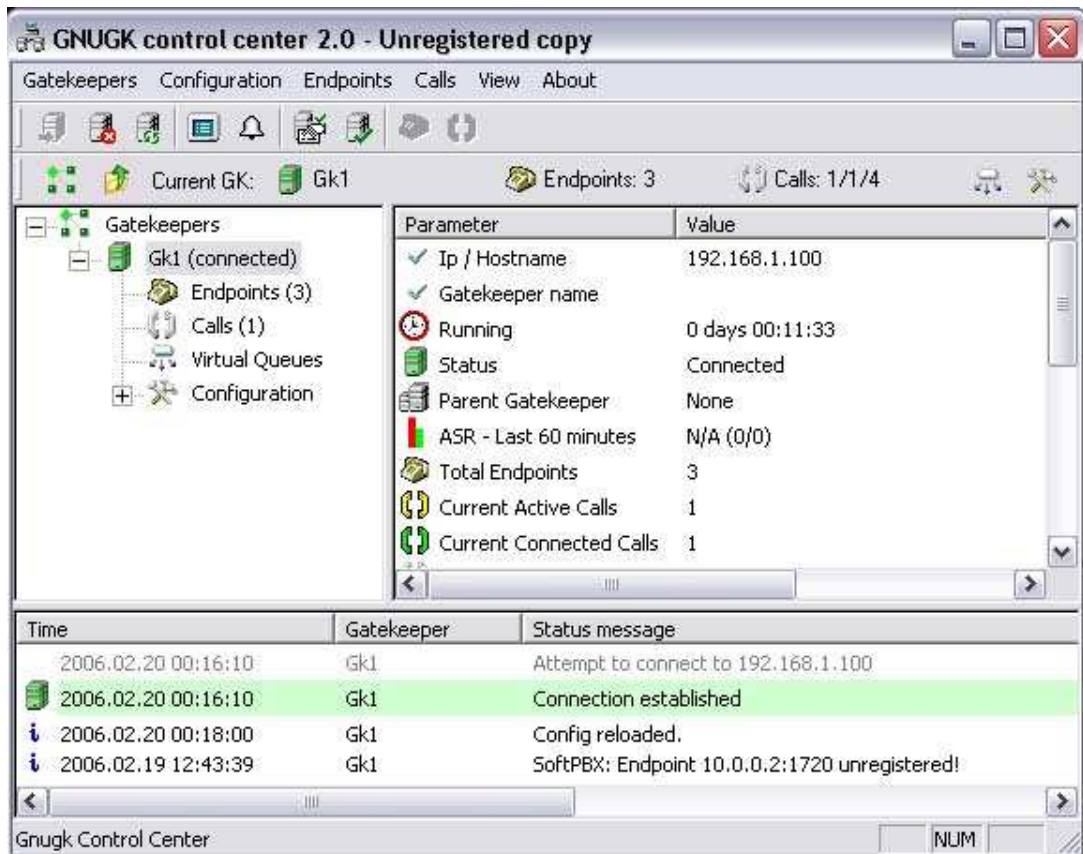 GNUGK control center 2.0 - Unregistered copy
Gatekeepers Configuration Endpoints Calls View About
Current GK: Gk1 Endpoints: 3 Calls: 1/1/4
Gatekeepers
Gk1 (connected)
Endpoints (3)
Calls (1)
Virtual Queues
Configuration
Parameter Value
Ip / Hostname 192.168.1.100
Gatekeeper name
Running 0 days 00:11:33
Status Connected
Parent Gatekeeper None
ASR - Last 60 minutes N/A (0/0)
Total Endpoints 3
Current Active Calls 1
Current Connected Calls 1
Time Gatekeeper Status message
2006.02.20 00:16:10 Gk1 Attempt to connect to 192.168.1.100
2006.02.20 00:16:10 Gk1 Connection established
2006.02.20 00:18:00 Gk1 Config reloaded.
2006.02.19 12:43:39 Gk1 SoftPBX: Endpoint 10.0.0.2:1720 unregistered!
Gnugk Control Center NUM